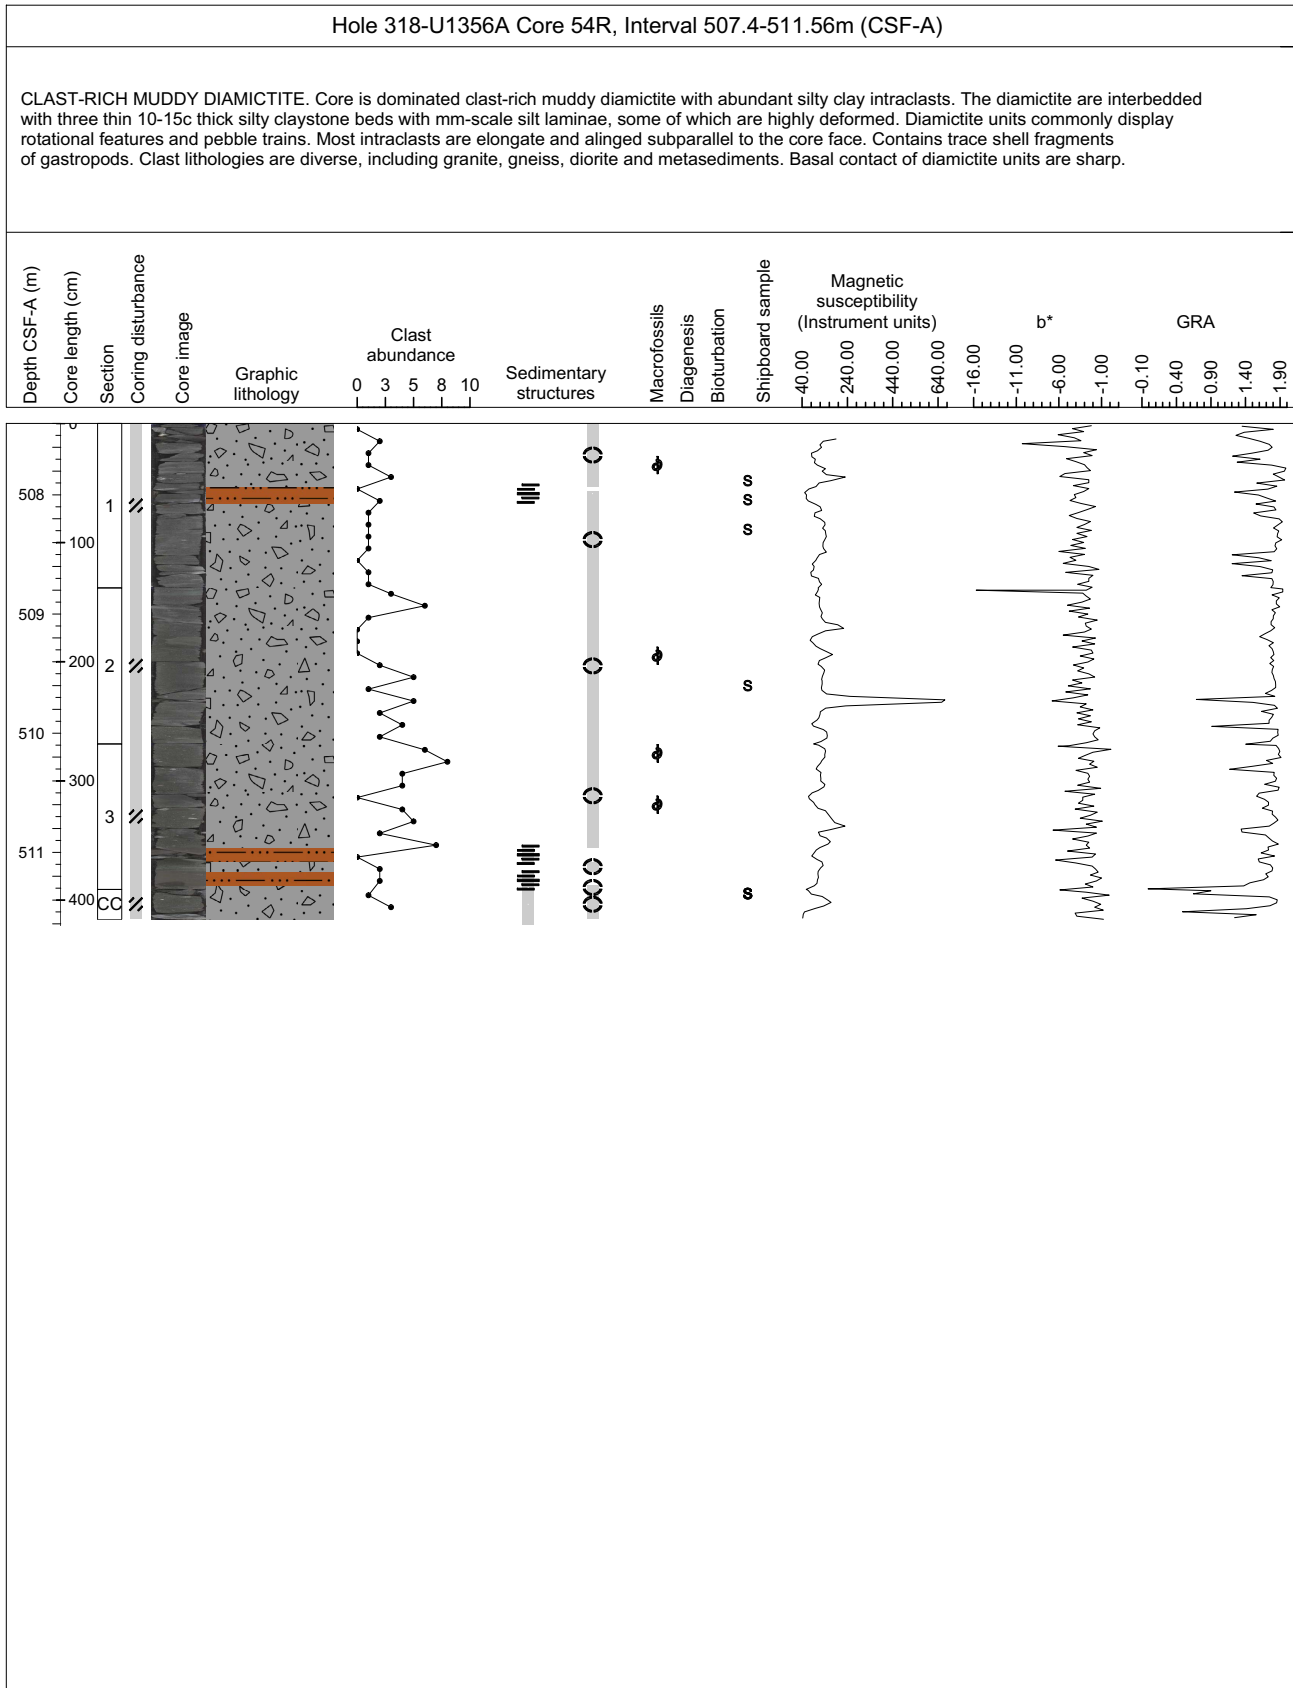 Hole 318-U1356A Core 54R, Interval 507.4-511.56m (CSF-A)
CLAST-RICH MUDDY DIAMICTITE. Core is dominated clast-rich muddy diamictite with abundant silty clay intraclasts. The diamictite are interbedded
with three thin 10-15c thick silty claystone beds with mm-scale silt laminae, some of which are highly deformed. Diamictite units commonly display
rotational features and pebble trains. Most intraclasts are elongate and alinged subparallel to the core face. Contains trace shell fragments
of gastropods. Clast lithologies are diverse, including granite, gneiss, diorite and metasediments. Basal contact of diamictite units are sharp.
Depth CSF-A (m)
Core length (cm)
Section
Coring disturbance
Core image
Graphic
lithology
Clast
abundance
0 3 5 8 10
Sedimentary
structures
Macrofossils
Diagenesis
Bioturbation
Shipboard sample
Magnetic
susceptibility
(Instrument units)
40.00 240.00 440.00 640.00
b*
-16.00 -11.00 -6.00 -1.00
GRA
-0.10 0.40 0.90 1.40 1.90
0
S
508
1
S
S
100
509
200
2
S
510
300
3
511
S
400
CC